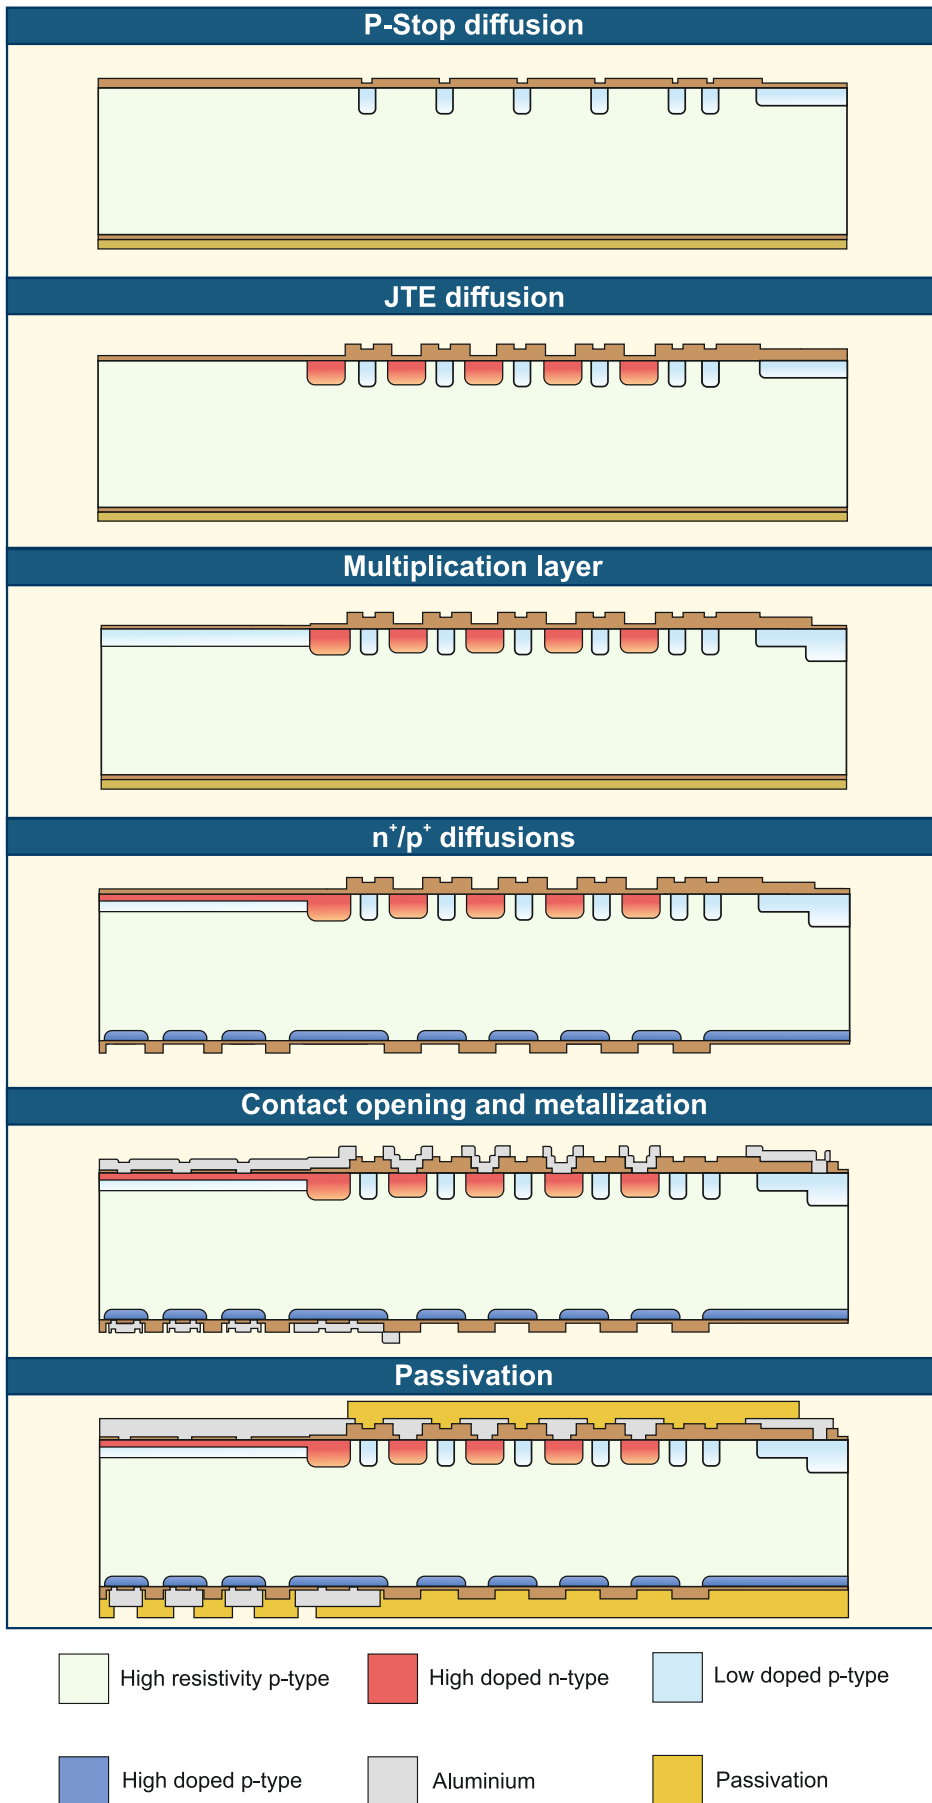 P-Stop diffusion
JTE diffusion
Multiplication layer
n⁺/p⁺ diffusions
Contact opening and metallization
Passivation
High resistivity p-type
High doped n-type
Low doped p-type
High doped p-type
Aluminium
Passivation